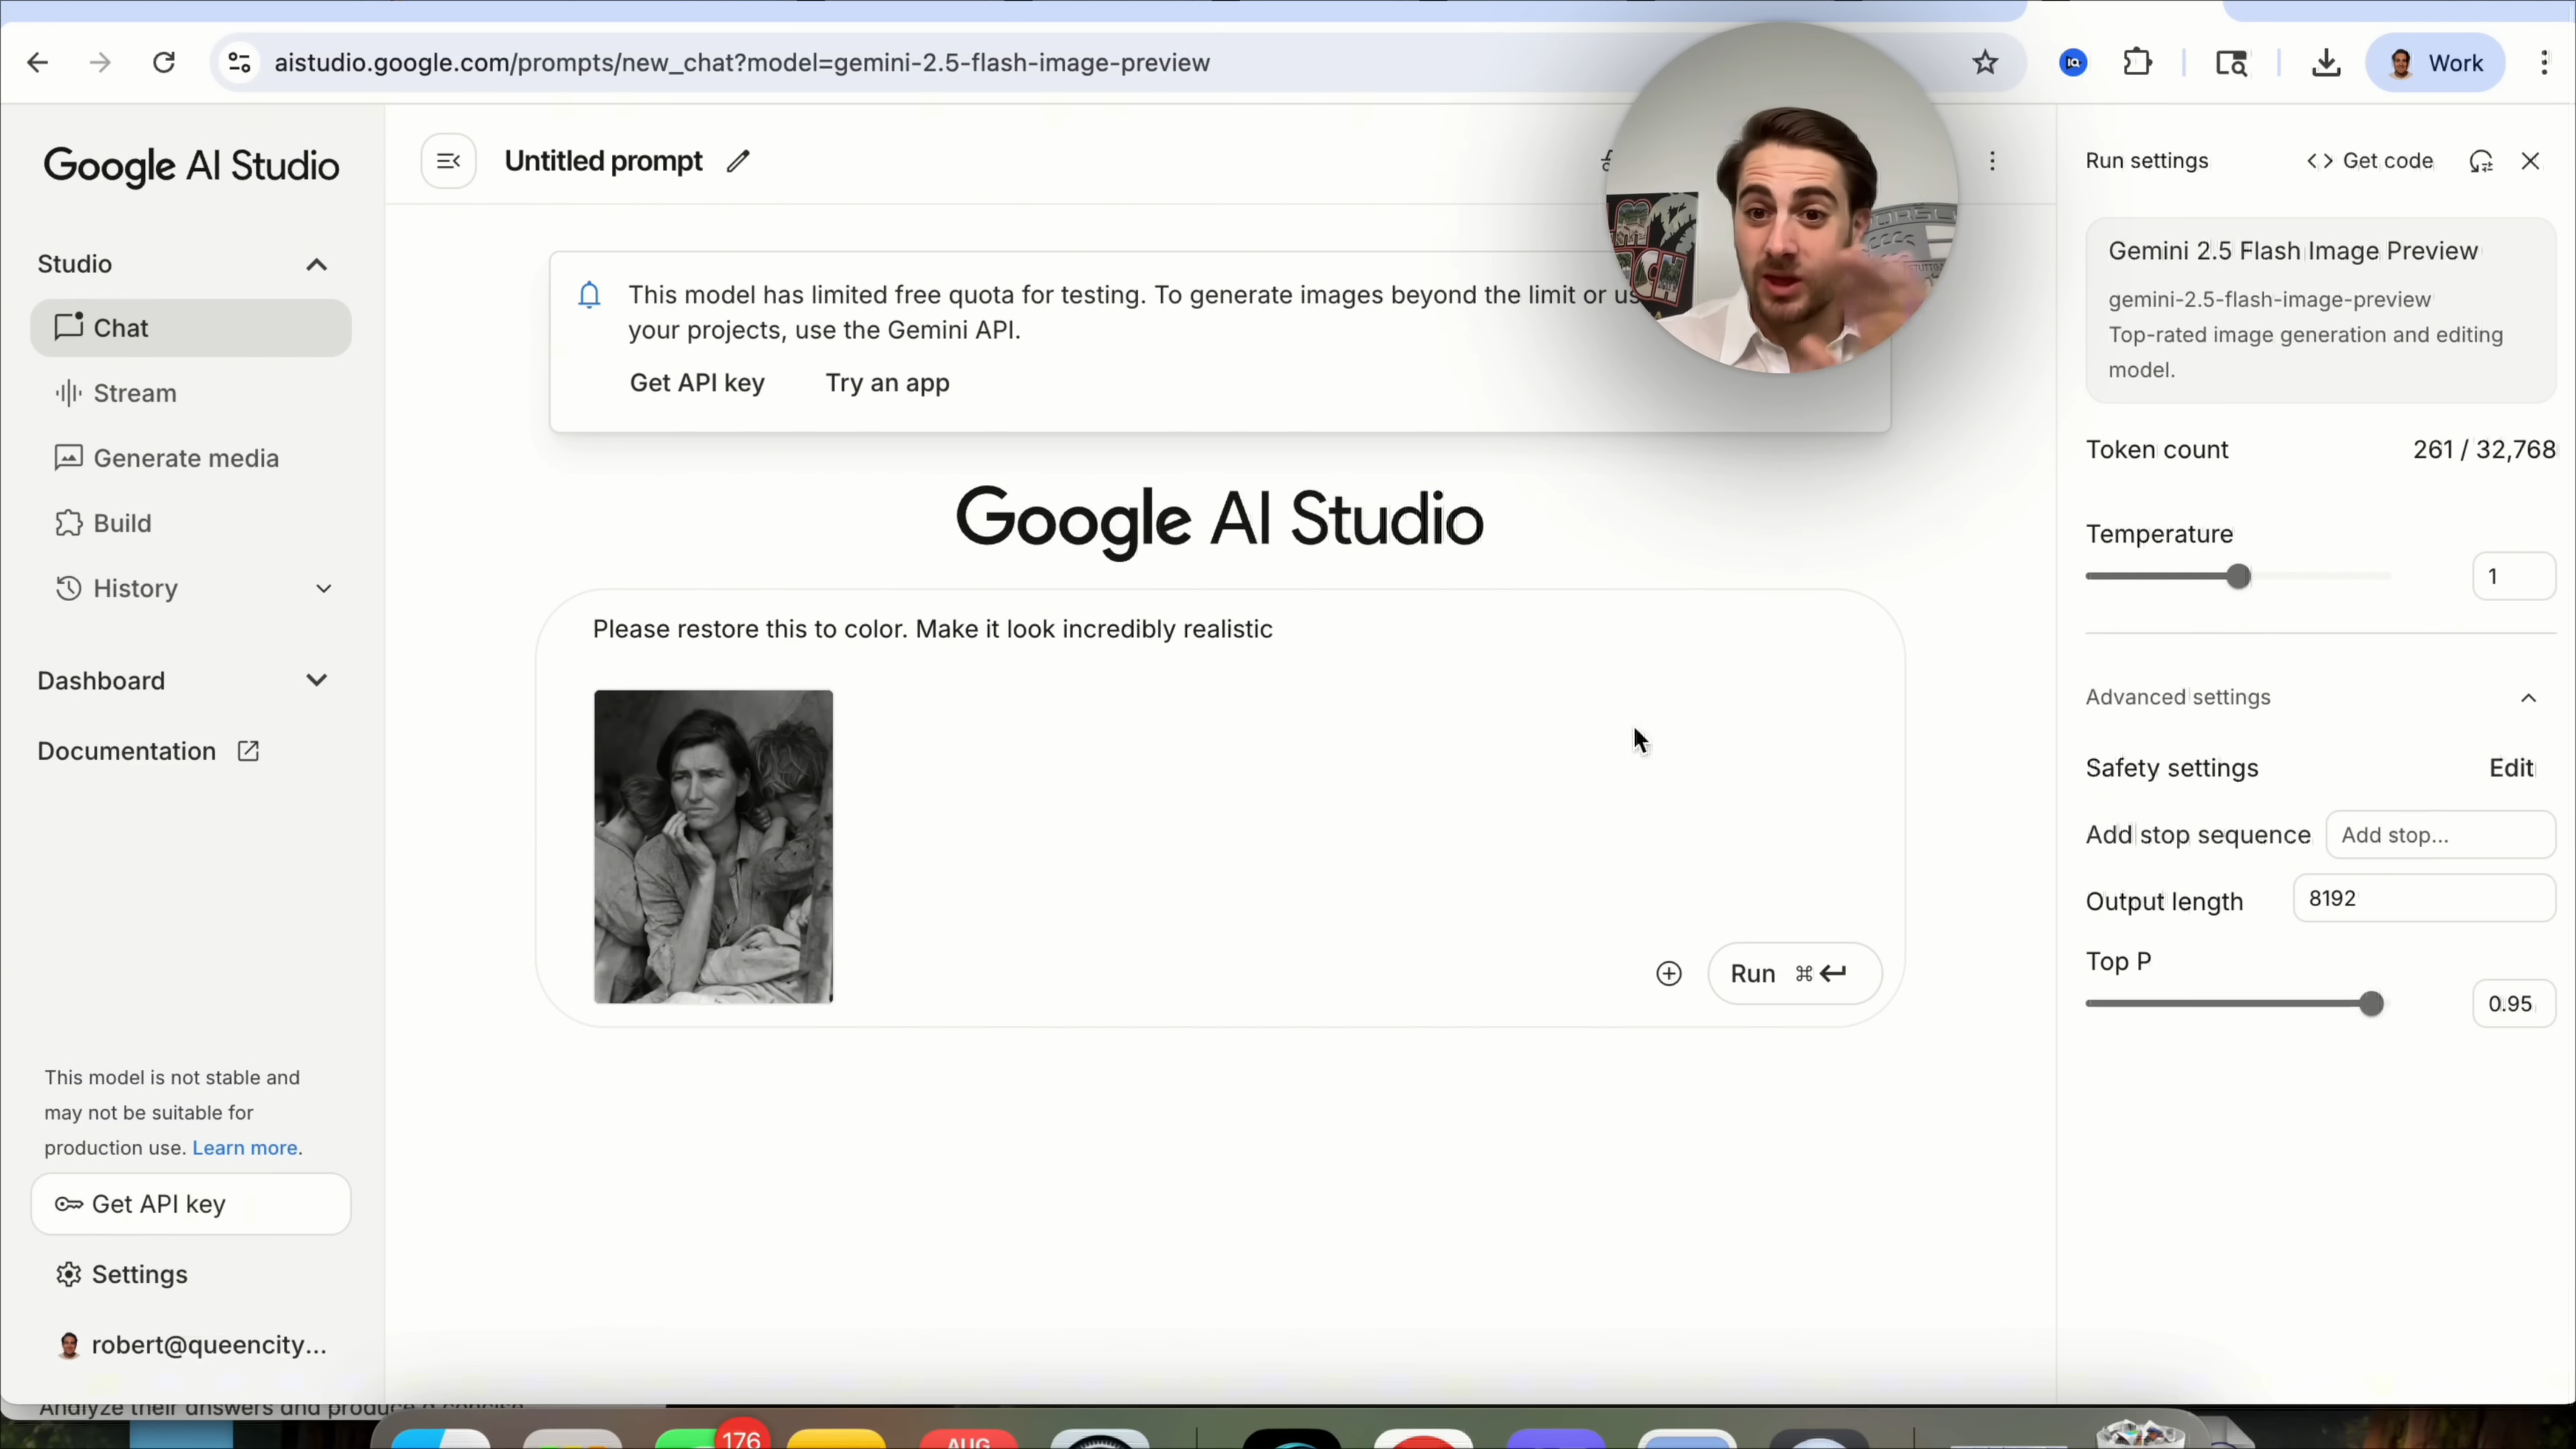 aistudio.google.com/prompts/new_chat?model=gemini-2.5-flash-image-preview
Work
Google AI Studio
Studio
Chat
Stream
Generate media
Build
History
Dashboard
Documentation
This model is not stable and
may not be suitable for
production use. Learn more.
Get API key
Settings
robert@queencity...
Untitled prompt
This model has limited free quota for testing. To generate images beyond the limit or
your projects, use the Gemini API.
Get API key Try an app
Google AI Studio
Please restore this to color. Make it look incredibly realistic
Run ⌘
Run settings
Get code
Gemini 2.5 Flash Image Preview
gemini-2.5-flash-image-preview
Top-rated image generation and editing
model.
Token count 261 / 32,768
Temperature
1
Advanced settings
Safety settings Edit
Add stop sequence Add stop...
Output length 8192
Top P
0.95
Analyze their answers and produce a concise
176
AUG